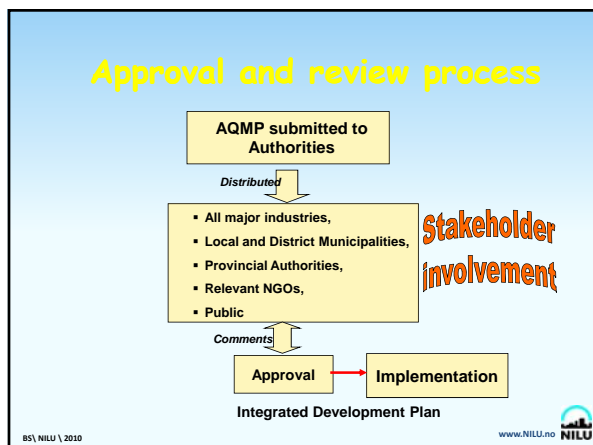 Approval and review process
AQMP submitted to
Authorities
Distributed
▪ All major industries,
▪ Local and District Municipalities,
▪ Provincial Authorities,
▪ Relevant NGOs,
▪ Public
Stakeholder
involvement
Comments
Approval
Implementation
Integrated Development Plan
BS\ NILU \ 2010
www.NILU.no
NILU